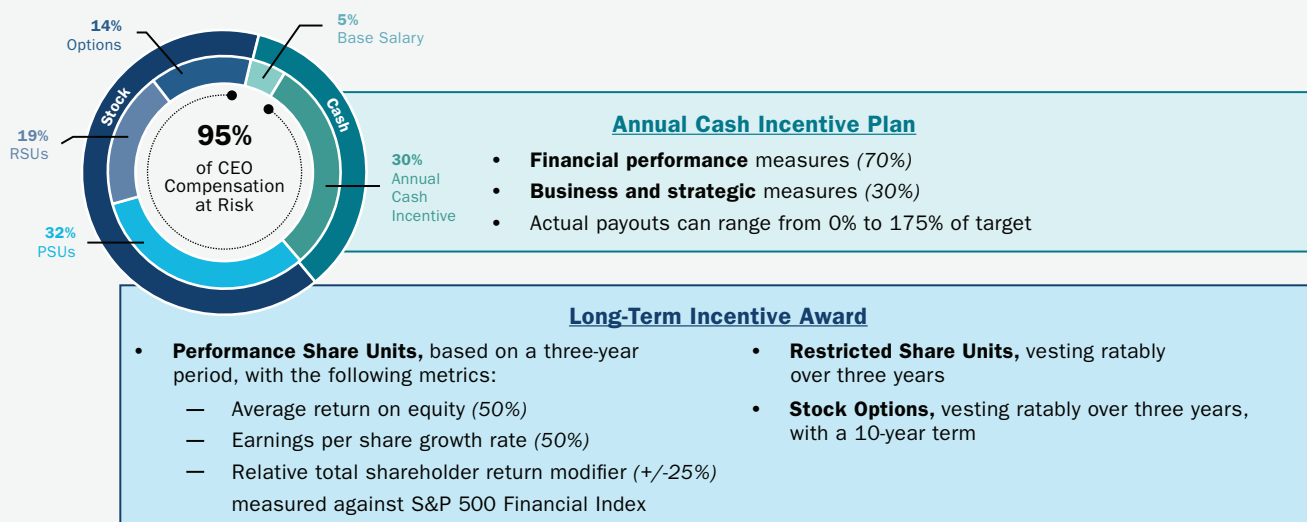 14%
Options
5%
Base Salary
Stock
Cash
19%
RSUs
95%
of CEO
Compensation
at Risk
30%
Annual
Cash
Incentive
32%
PSUs
Annual Cash Incentive Plan
• Financial performance measures (70%)
• Business and strategic measures (30%)
• Actual payouts can range from 0% to 175% of target
Long-Term Incentive Award
• Performance Share Units, based on a three-year
period, with the following metrics:
— Average return on equity (50%)
— Earnings per share growth rate (50%)
— Relative total shareholder return modifier (+/-25%)
measured against S&P 500 Financial Index
• Restricted Share Units, vesting ratably
over three years
• Stock Options, vesting ratably over three years,
with a 10-year term